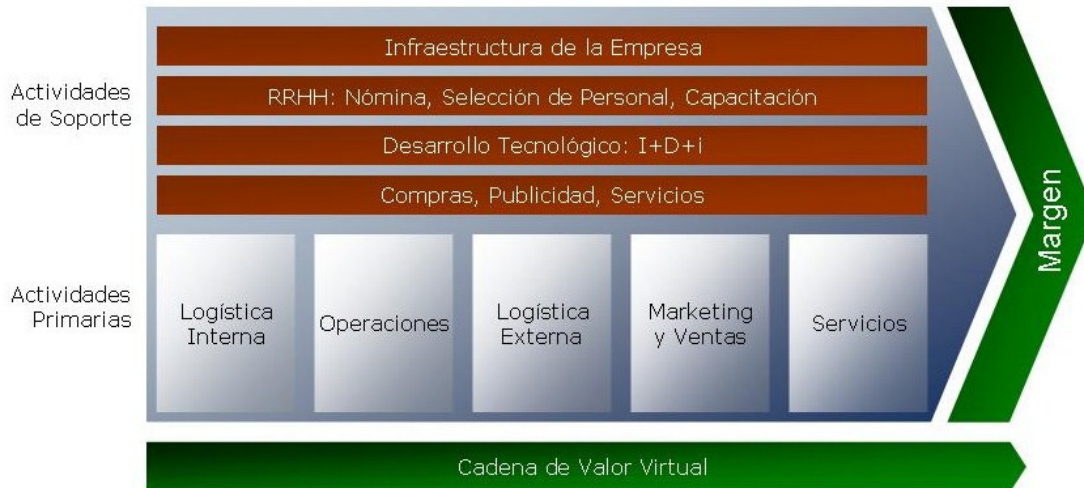 Infraestructura de la Empresa
Actividades
de Soporte
RRHH: Nómina, Selección de Personal, Capacitación
Desarrollo Tecnológico: I+D+i
Compras, Publicidad, Servicios
Margen
Actividades
Primarias
Logística
Interna
Operaciones
Logística
Externa
Marketing
y Ventas
Servicios
Cadena de Valor Virtual